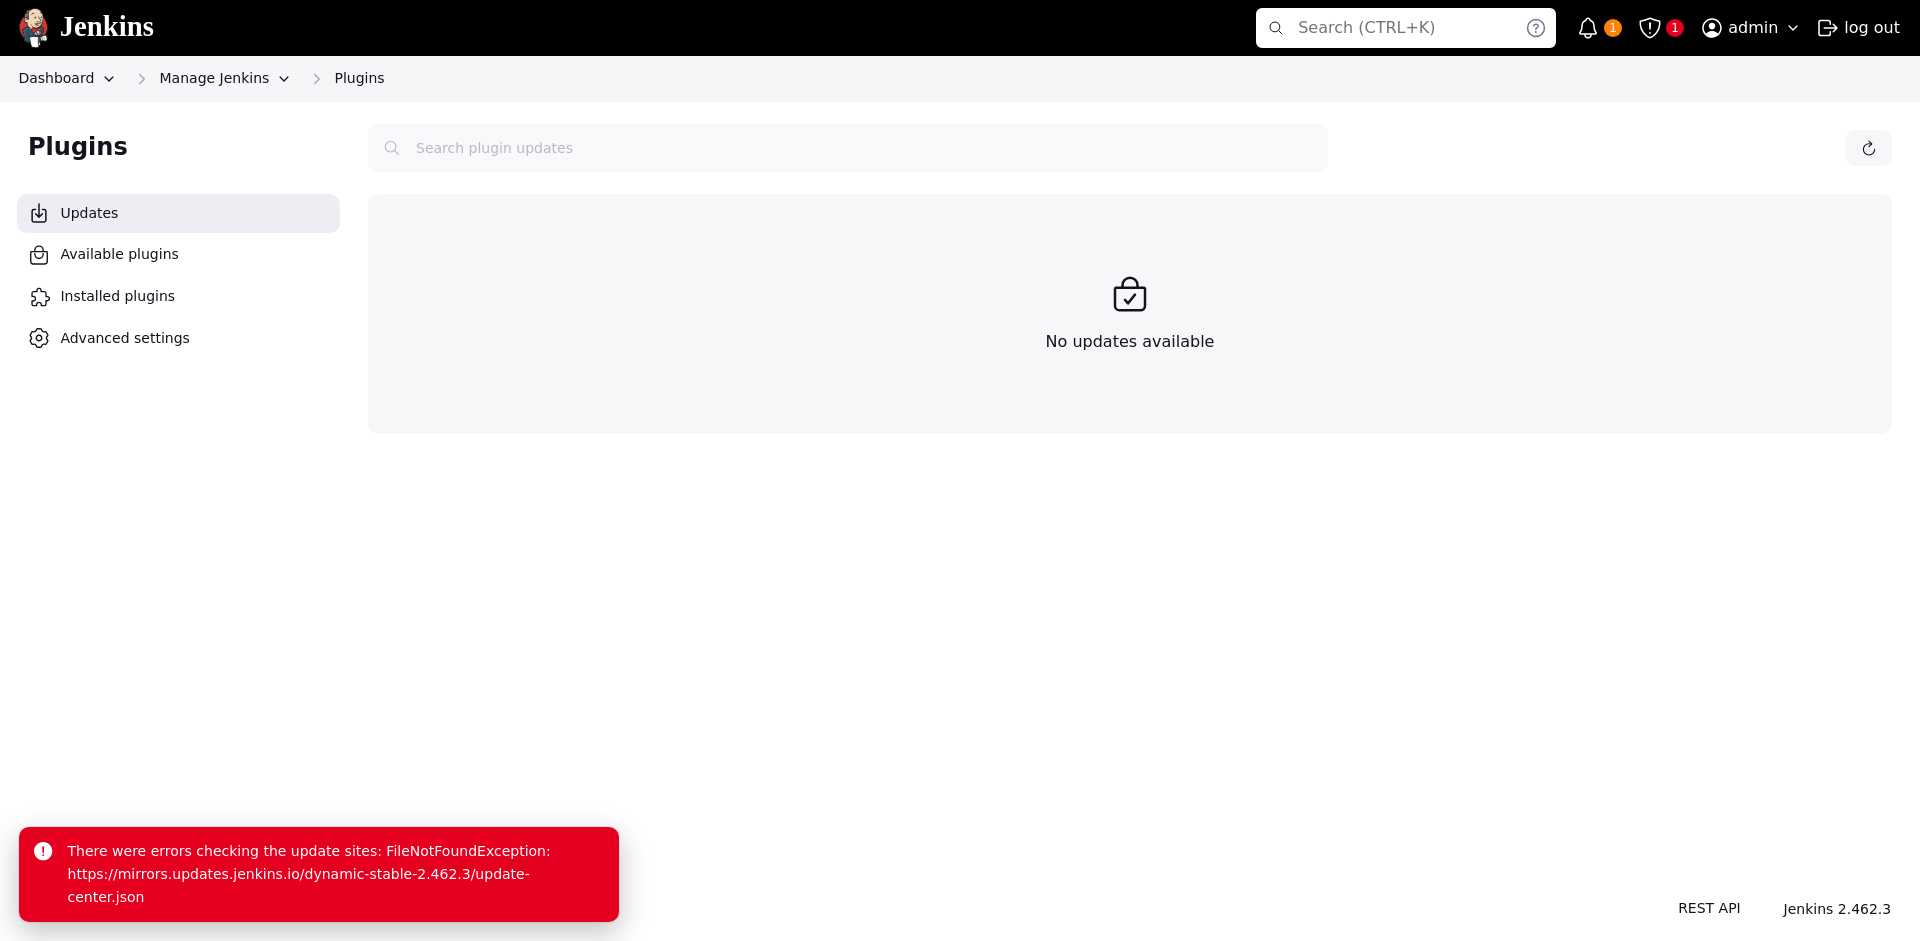 Jenkins
Search (CTRL+K)
1
1
admin
log out
Dashboard
Manage Jenkins
Plugins
Plugins
Search plugin updates
Updates
Available plugins
Installed plugins
Advanced settings
No updates available
There were errors checking the update sites: FileNotFoundException:
https://mirrors.updates.jenkins.io/dynamic-stable-2.462.3/update-
center.json
REST API
Jenkins 2.462.3